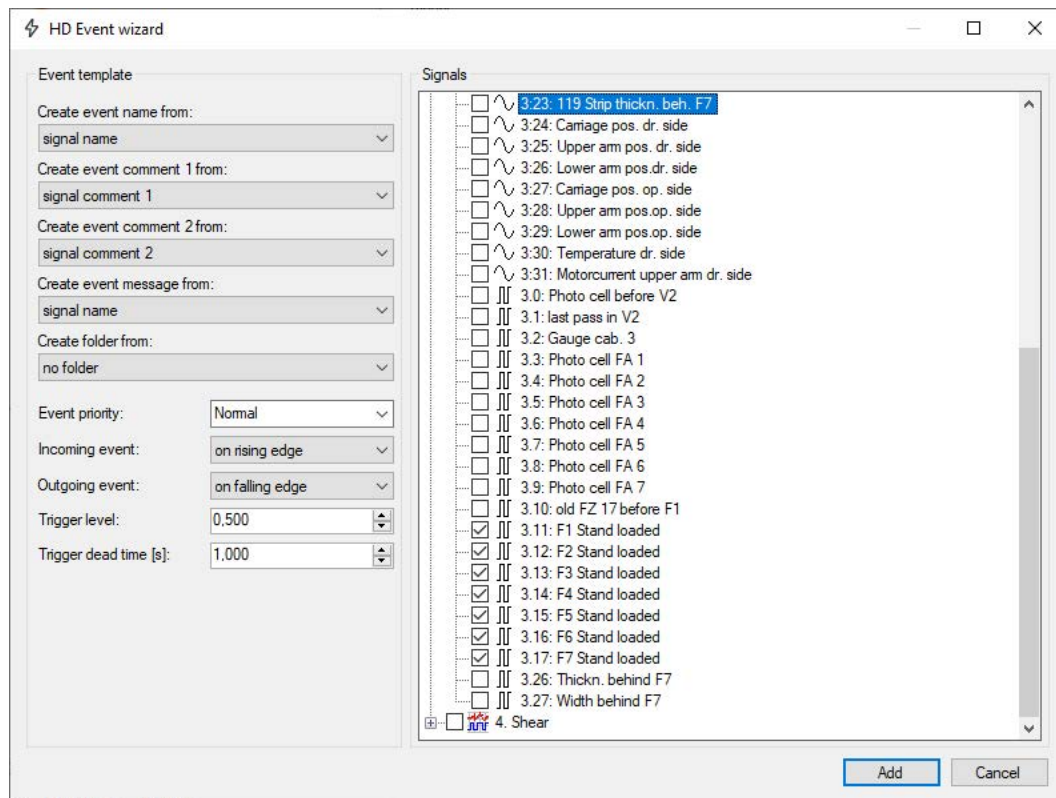 HD Event wizard
Event template
Create event name from:
signal name
Create event comment 1 from:
signal comment 1
Create event comment 2 from:
signal comment 2
Create event message from:
signal name
Create folder from:
no folder
Event priority: Normal
Incoming event: on rising edge
Outgoing event: on falling edge
Trigger level: 0,500
Trigger dead time [s]: 1,000
Signals
3:23: 119 Strip thickn. beh. F7
3:24: Carriage pos. dr. side
3:25: Upper arm pos. dr. side
3:26: Lower arm pos.dr. side
3:27: Carriage pos. op. side
3:28: Upper arm pos.op. side
3:29: Lower arm pos.op. side
3:30: Temperature dr. side
3:31: Motorcurrent upper arm dr. side
3.0: Photo cell before V2
3.1: last pass in V2
3.2: Gauge cab. 3
3.3: Photo cell FA 1
3.4: Photo cell FA 2
3.5: Photo cell FA 3
3.6: Photo cell FA 4
3.7: Photo cell FA 5
3.8: Photo cell FA 6
3.9: Photo cell FA 7
3.10: old FZ 17 before F1
3.11: F1 Stand loaded
3.12: F2 Stand loaded
3.13: F3 Stand loaded
3.14: F4 Stand loaded
3.15: F5 Stand loaded
3.16: F6 Stand loaded
3.17: F7 Stand loaded
3.26: Thickn. behind F7
3.27: Width behind F7
4. Shear
Add
Cancel